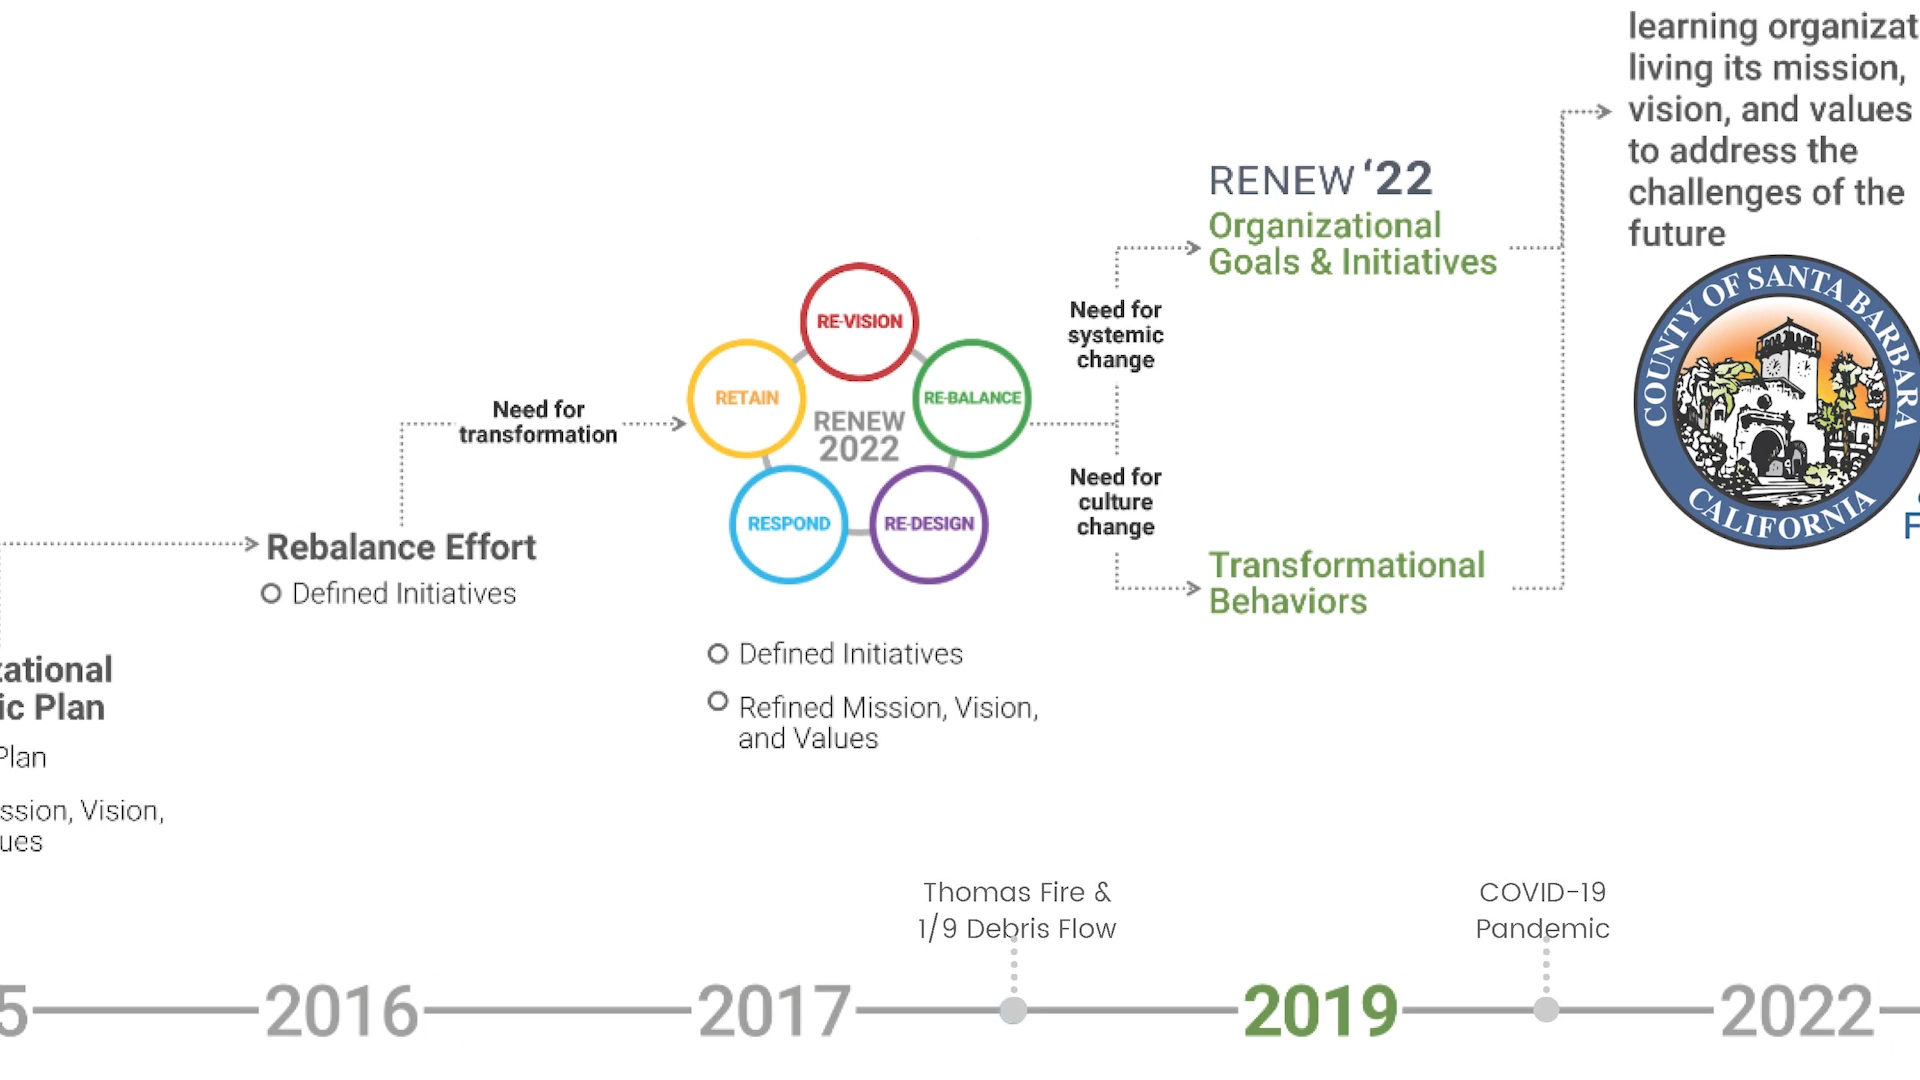 learning organizat
living its mission,
vision, and values
to address the
challenges of the
future
RENEW ‘22
Organizational
Goals & Initiatives
COUNTY OF SANTA BARBARA
CALIFORNIA
F
Need for
systemic
change
RE-VISION
RETAIN
RE-BALANCE
RENEW
2022
RESPOND
RE-DESIGN
Need for
transformation
Need for
culture
change
Transformational
Behaviors
Rebalance Effort
Defined Initiatives
Defined Initiatives
Refined Mission, Vision,
and Values
zational
ic Plan
Plan
ssion, Vision,
ues
Thomas Fire &
1/9 Debris Flow
COVID-19
Pandemic
5 2016 2017 2019 2022